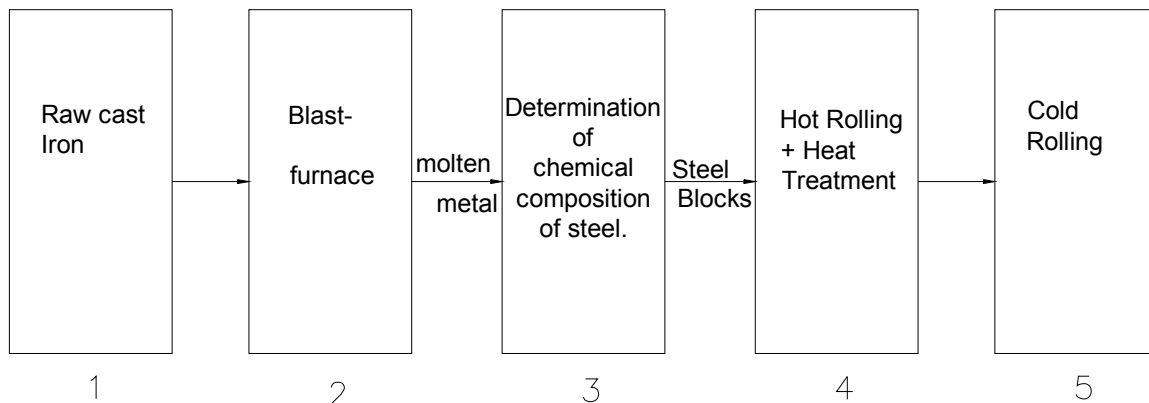 Raw cast
Iron
Blast-
furnace
molten
metal
Determination
of
chemical
composition
of steel.
Steel
Blocks
Hot Rolling
+ Heat
Treatment
Cold
Rolling
1
2
3
4
5